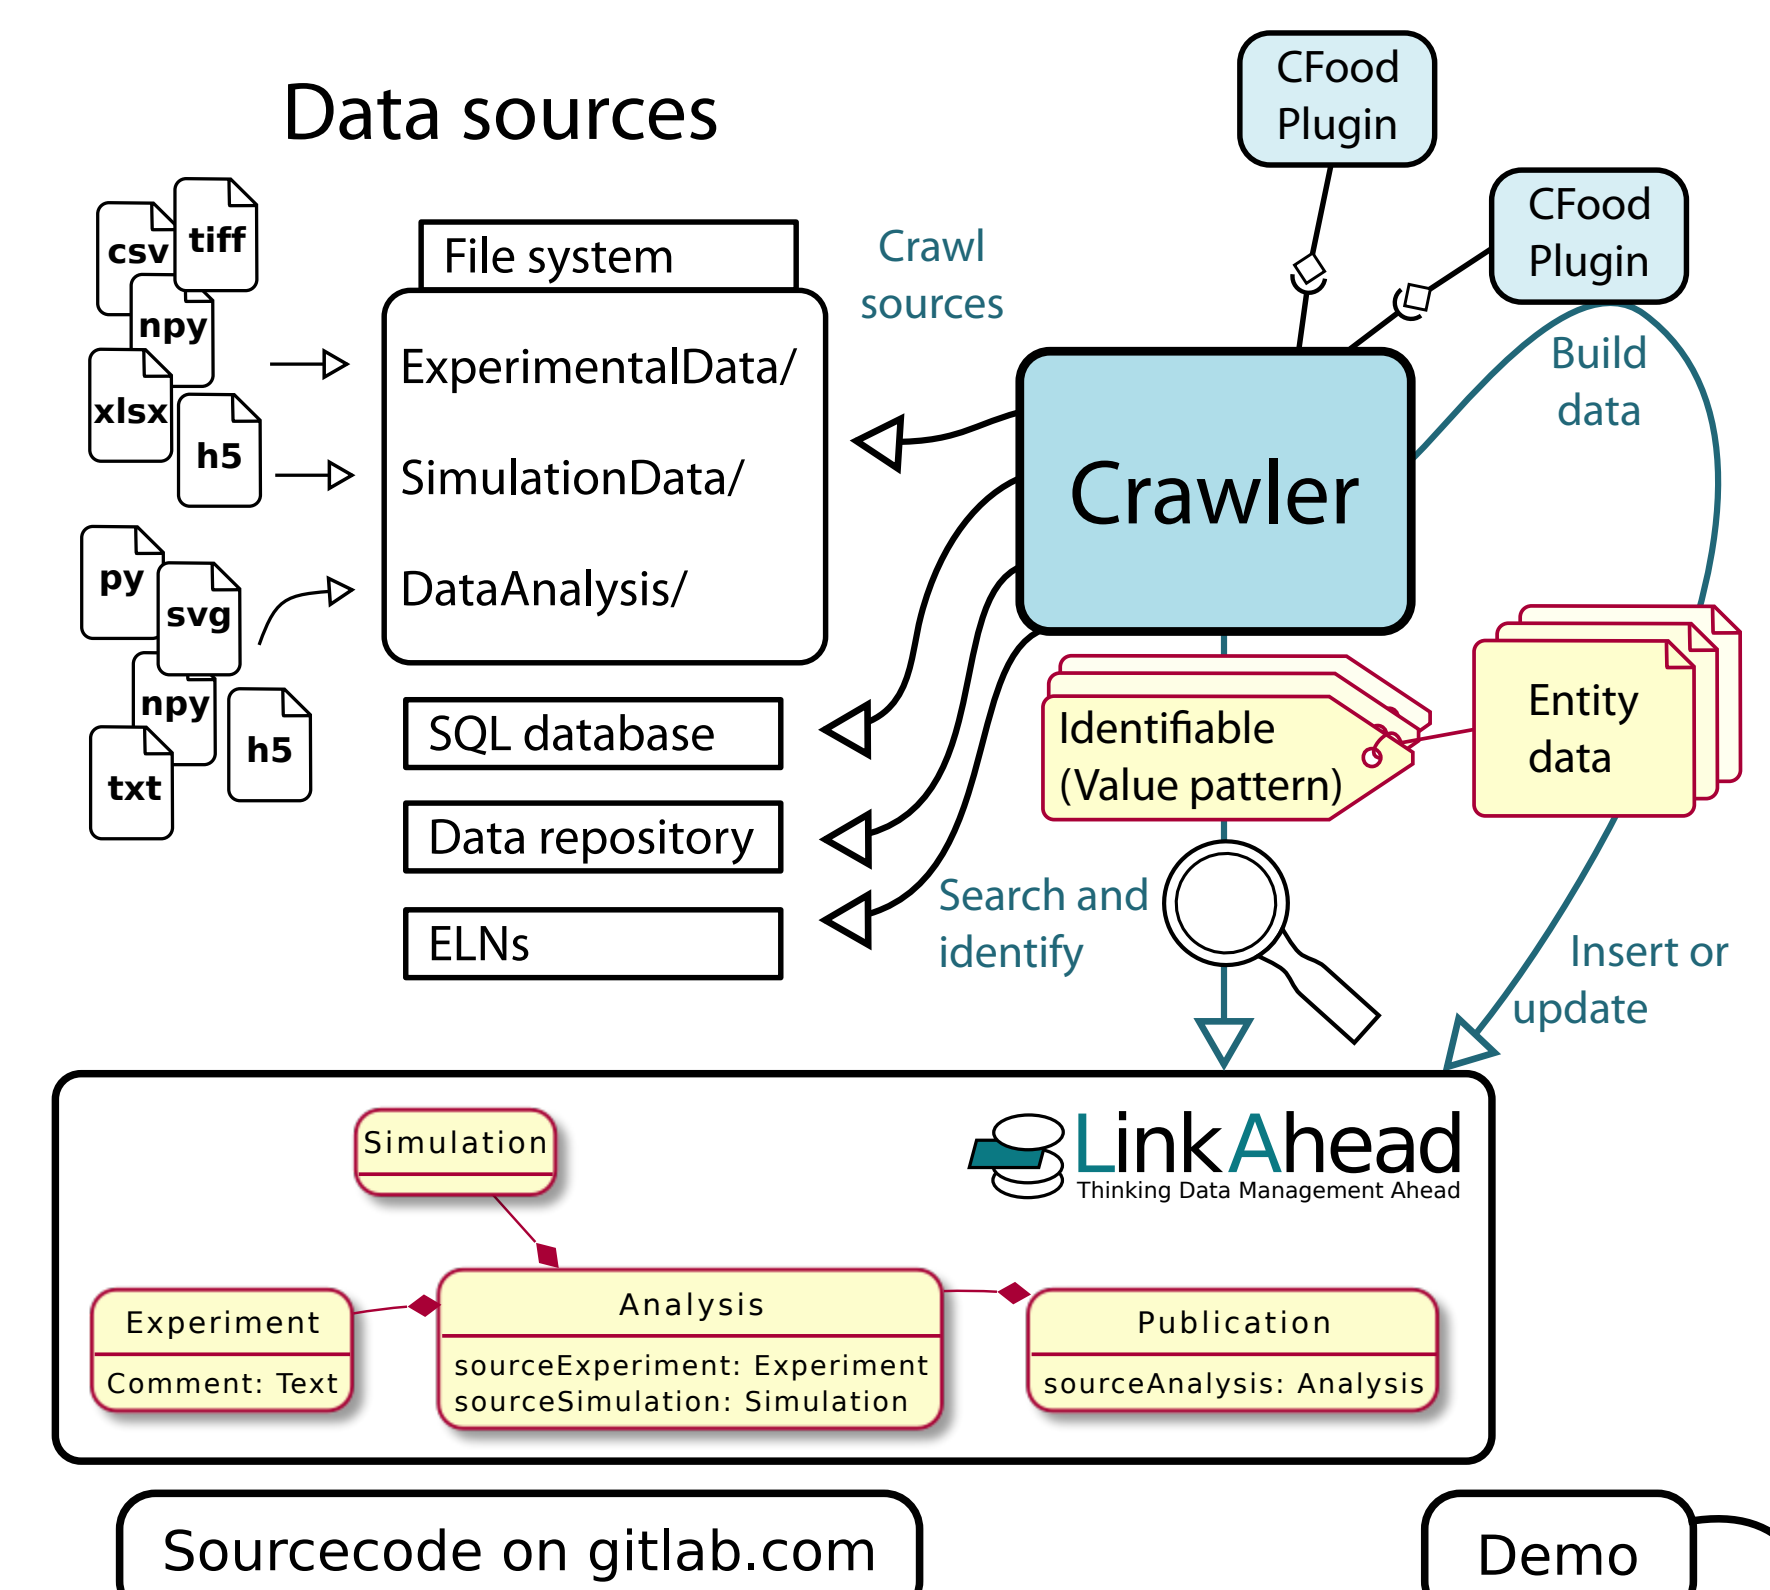 Data sources
csv
tiff
npy
xlsx
h5
py
svg
npy
h5
txt
File system
ExperimentalData/
SimulationData/
DataAnalysis/
SQL database
Data repository
ELNs
Crawl
sources
CFood
Plugin
CFood
Plugin
Crawler
Build
data
Identifiable
(Value pattern)
Entity
data
Search and
identify
Insert or
update
LinkAhead
Thinking Data Management Ahead
Simulation
Experiment
Comment: Text
Analysis
sourceExperiment: Experiment
sourceSimulation: Simulation
Publication
sourceAnalysis: Analysis
Sourcecode on gitlab.com
Demo